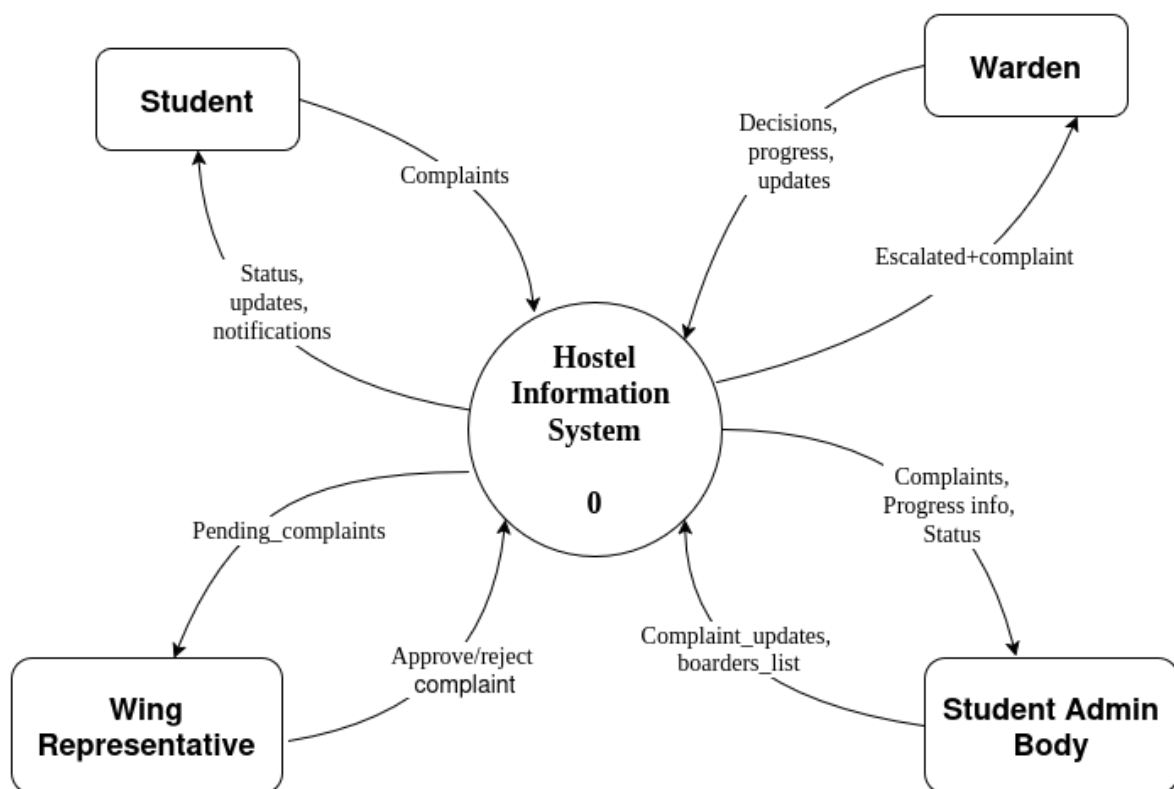 Student
Warden
Complaints
Decisions,
progress,
updates
Status,
updates,
notifications
Escalated+complaint
Hostel
Information
System
0
Pending_complaints
Approve/reject
complaint
Complaints,
Progress info,
Status
Complaint_updates,
boarders_list
Wing
Representative
Student Admin
Body